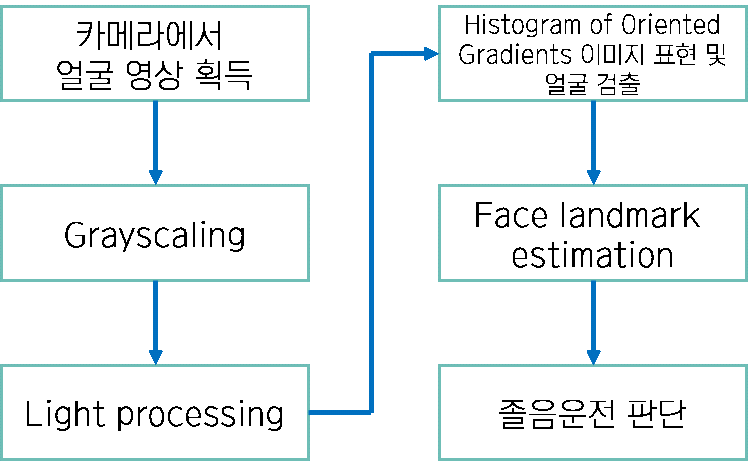 카메라에서
얼굴 영상 획득
Grayscaling
Light processing
Histogram of Oriented
Gradients 이미지 표현 및
얼굴 검출
Face landmark
estimation
졸음운전 판단